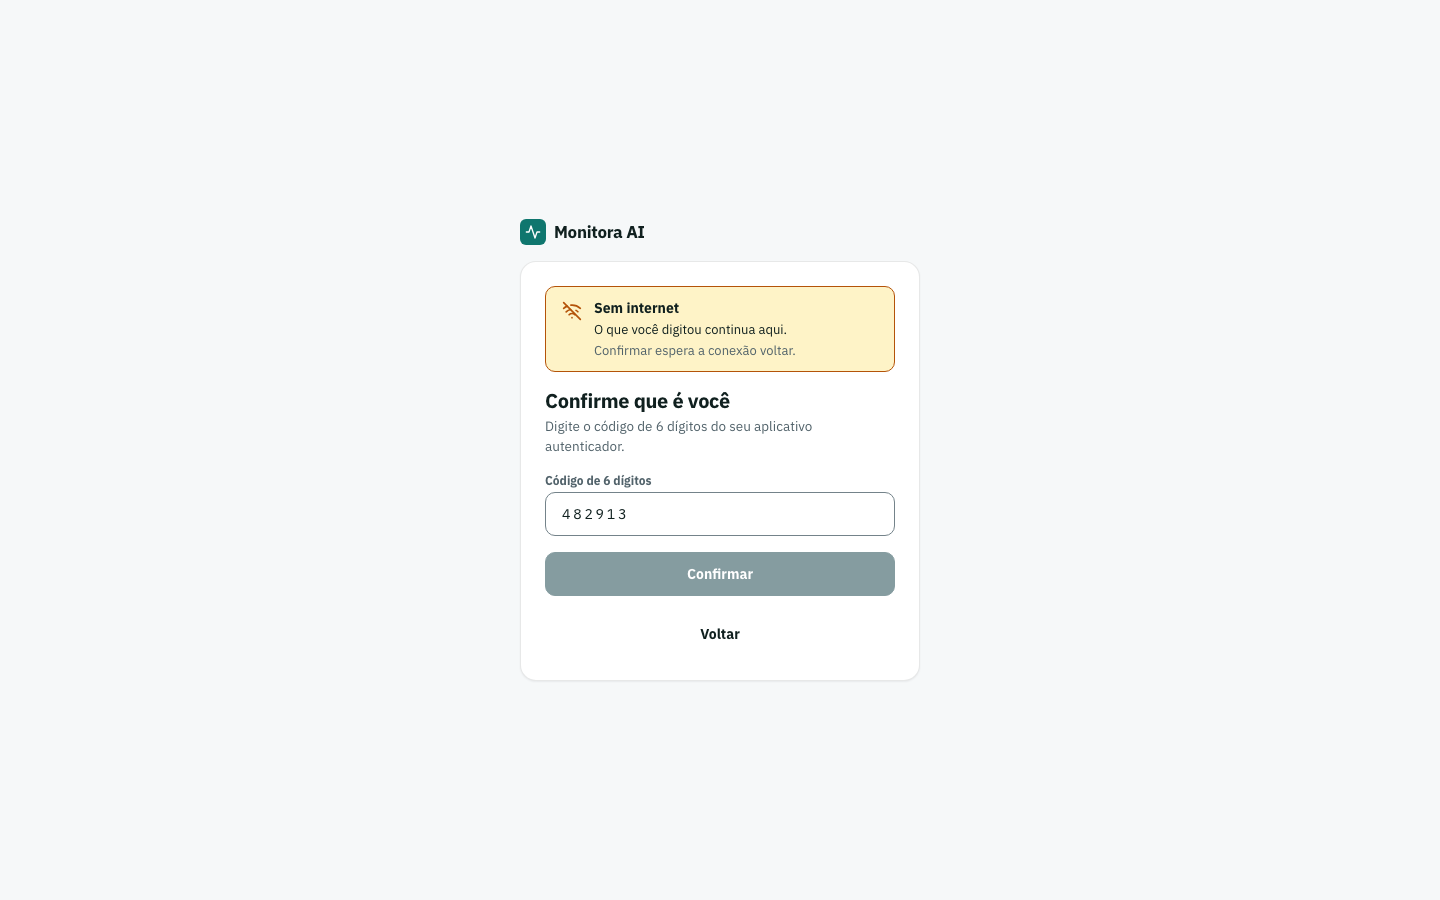 Monitora AI
Sem internet
O que você digitou continua aqui.
Confirmar espera a conexão voltar.
Confirme que é você
Digite o código de 6 dígitos do seu aplicativo
autenticador.
Código de 6 dígitos
482913
Confirmar
Voltar